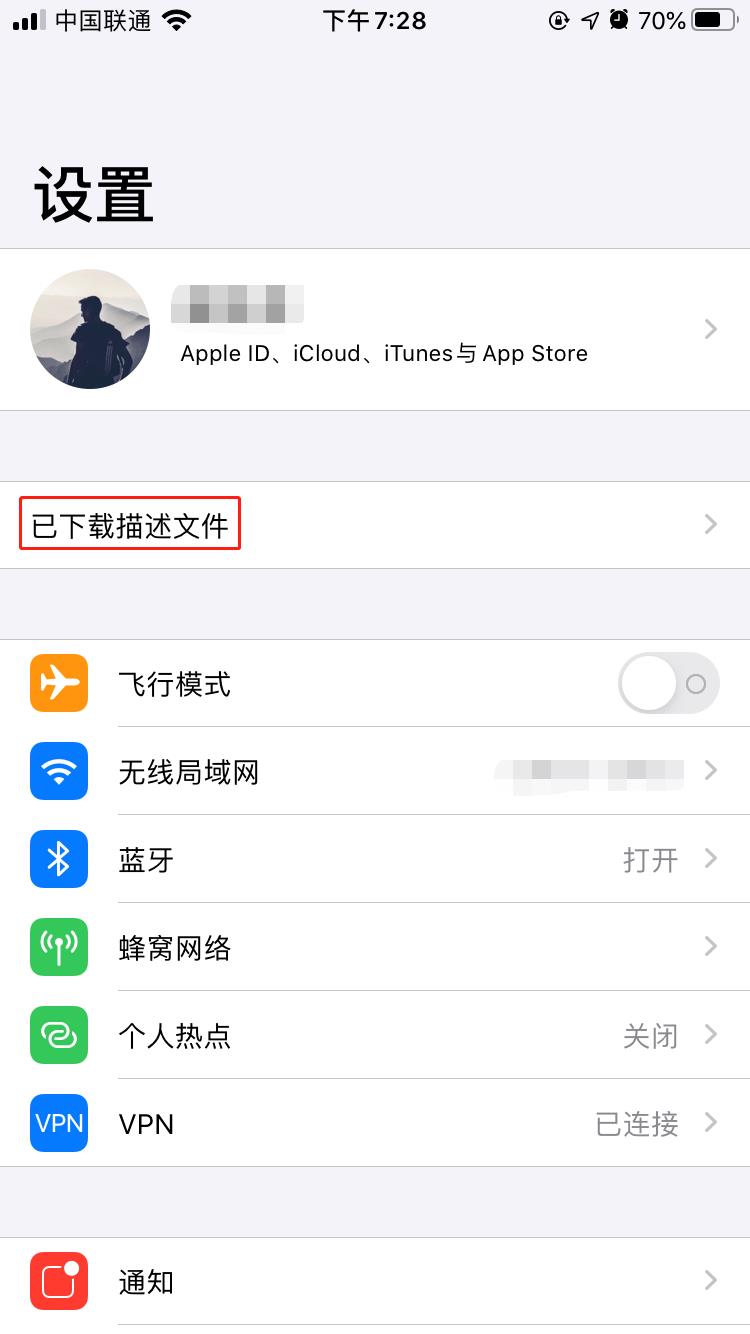 中国联通 下午7:28 70%
设置
Apple ID、iCloud、iTunes与App Store
已下载描述文件
飞行模式
无线局域网
蓝牙 打开
蜂窝网络
个人热点 关闭
VPN VPN 已连接
通知